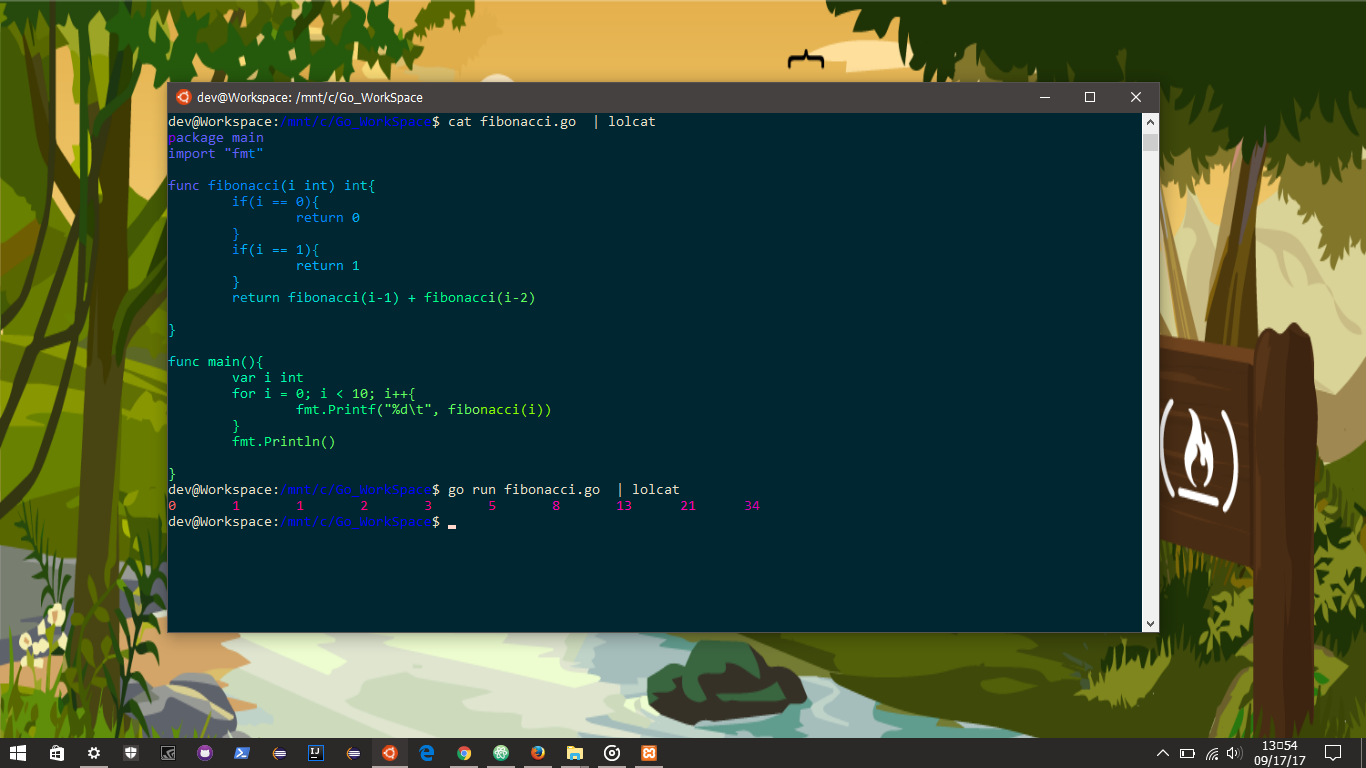 dev@Workspace: /mnt/c/Go_WorkSpace
dev@Workspace:/mnt/c/Go_WorkSpace$ cat fibonacci.go  | lolcat
package main
import "fmt"
func fibonacci(i int) int{
if(i == 0){
return 0
}
if(i == 1){
return 1
}
return fibonacci(i-1) + fibonacci(i-2)
}
func main(){
var i int
for i = 0; i < 10; i++{
fmt.Printf("%d\t", fibonacci(i))
}
fmt.Println()
}
dev@Workspace:/mnt/c/Go_WorkSpace$ go run fibonacci.go  | lolcat
0 1 1 2 3 5 8 13 21 34
dev@Workspace:/mnt/c/Go_WorkSpace$
IJ
13□54
09/17/17